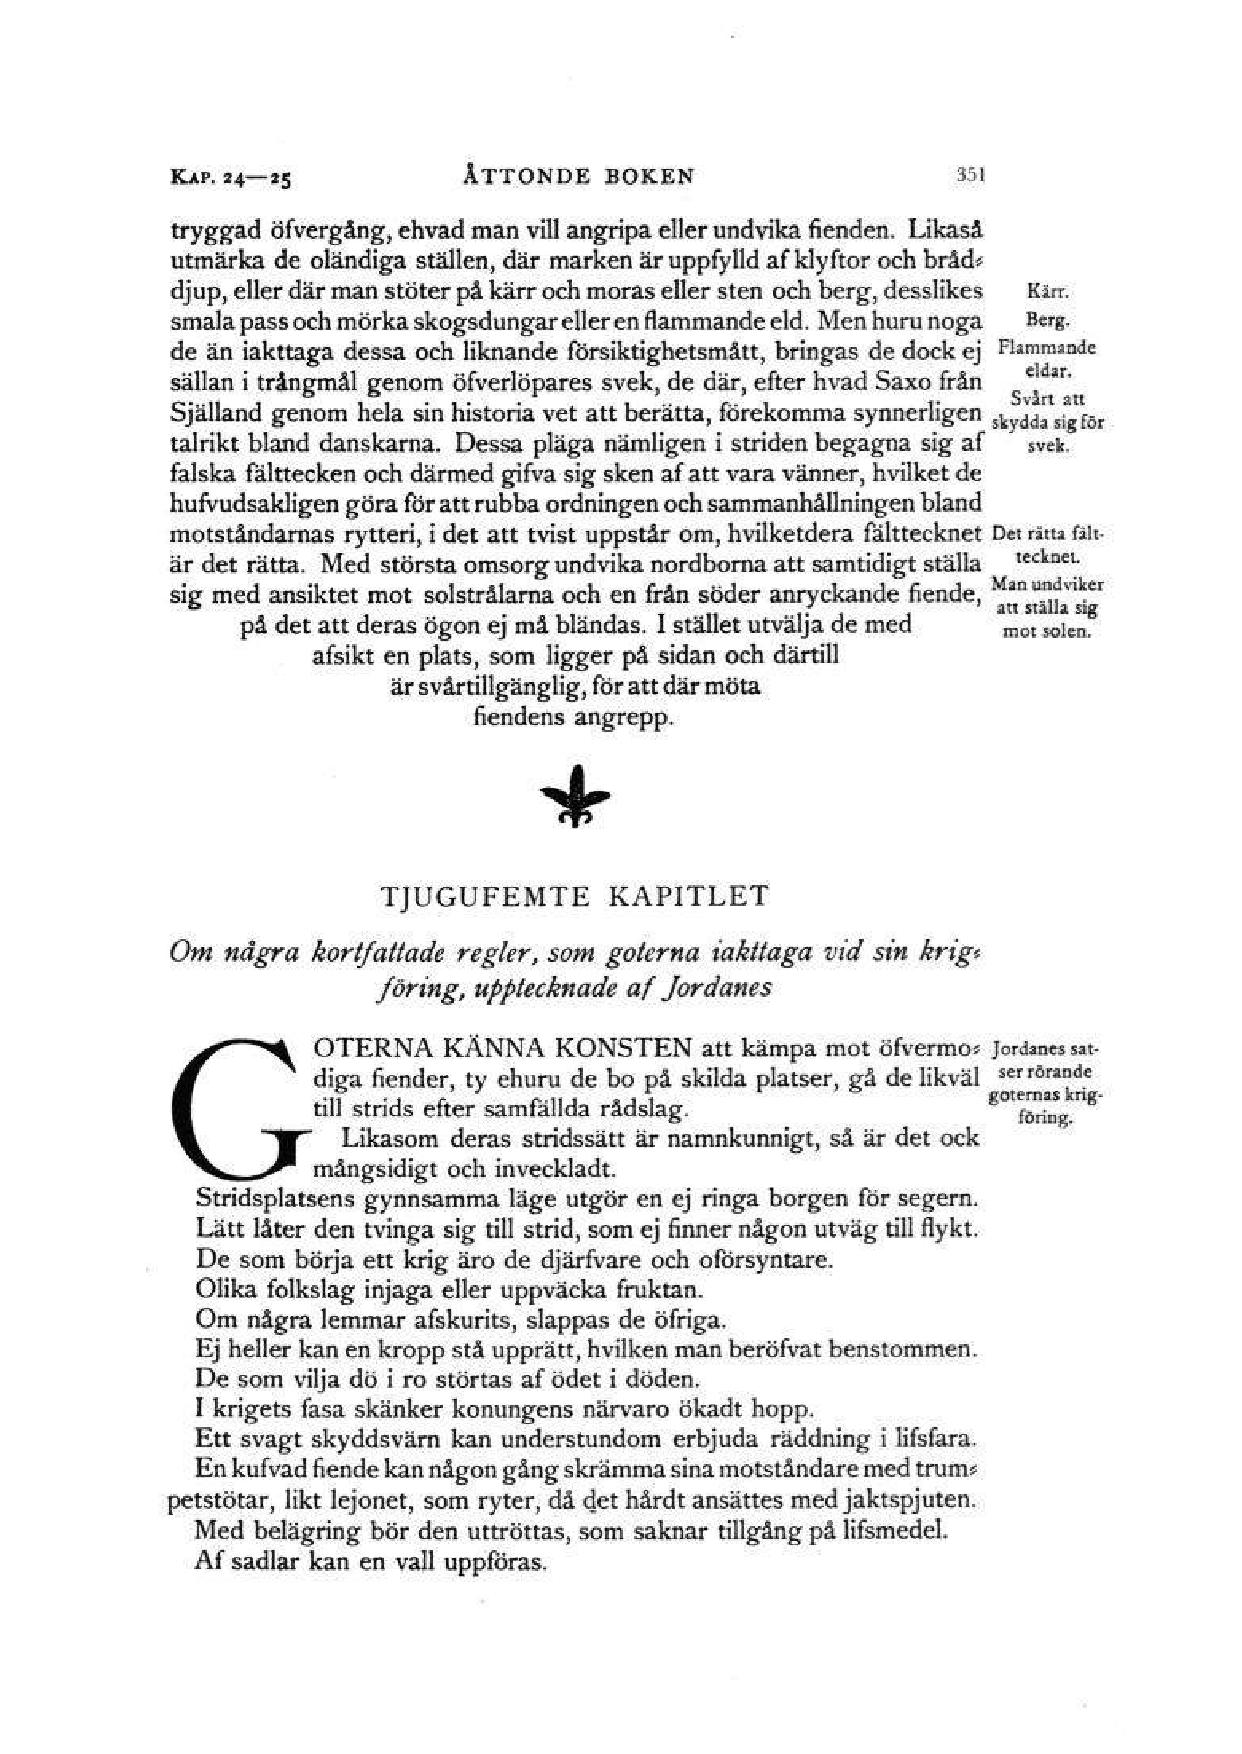 KAP. 24—25 ÅTTONDE BOKEN 351
tryggad öfvergång, ehvad man vill angripa eller undvika fienden. Likaså
utmärka de oländiga ställen, där marken är uppfylld af klyftor och bråd-
djup, eller där man stöter på kärr och moras eller sten och berg, desslikes
smala pass och mörka skogsdungar eller en flammande eld. Men huru noga
de än iakttaga dessa och liknande försiktighetsmått, bringas de dock ej
sällan i trångmål genom öfverlöpares svek, de där, efter hvad Saxo från
Själland genom hela sin historia vet att berätta, förekomma synnerligen
talrikt bland danskarna. Dessa pläga nämligen i striden begagna sig af
falska fälttecken och därmed gifva sig sken af att vara vänner, hvilket de
hufvudsakligen göra för att rubba ordningen och sammanhållningen bland
motståndarnas rytteri, i det att tvist uppstår om, hvilketdera fälttecknet
är det rätta. Med största omsorg undvika nordborna att samtidigt ställa
sig med ansiktet mot solstrålarna och en från söder anryckande fiende,
på det att deras ögon ej må bländas. I stället utvälja de med
afsikt en plats, som ligger på sidan och därtill
är svårtillgänglig, för att där möta
fiendens angrepp.
Kärr.
Berg.
Flammande
eldar.
Svårt att
skydda sig för
svek.
Det rätta fält-
tecknet.
Man undviker
att ställa sig
mot solen.
TJUGUFEMTE KAPITLET
Om några kortfattade regler, som goterna iakttaga vid sin krig-
föring, upptecknade af Jordanes
GOTERNA KÄNNA KONSTEN att kämpa mot öfvermo-
diga fiender, ty ehuru de bo på skilda platser, gå de likväl
till strids efter samfällda rådslag.
Likasom deras stridssätt är namnkunnigt, så är det ock
mångsidigt och inveckladt.
Jordanes sat-
ser rörande
goternas krig-
föring.
Stridsplatsens gynnsamma läge utgör en ej ringa borgen för segern.
Lätt låter den tvinga sig till strid, som ej finner någon utväg till flykt.
De som börja ett krig äro de djärfvare och oförsyntare.
Olika folkslag injaga eller uppväcka fruktan.
Om några lemmar afskurits, slappas de öfriga.
Ej heller kan en kropp stå upprätt, hvilken man beröfvat benstommen.
De som vilja dö i ro störtas af ödet i döden.
I krigets fasa skänker konungens närvaro ökadt hopp.
Ett svagt skyddsvärn kan understundom erbjuda räddning i lifsfara.
En kufvad fiende kan någon gång skrämma sina motståndare med trum-
petstötar, likt lejonet, som ryter, då det hårdt ansättes med jaktspjuten.
Med belägring bör den uttröttas, som saknar tillgång på lifsmedel.
Af sadlar kan en vall uppföras.